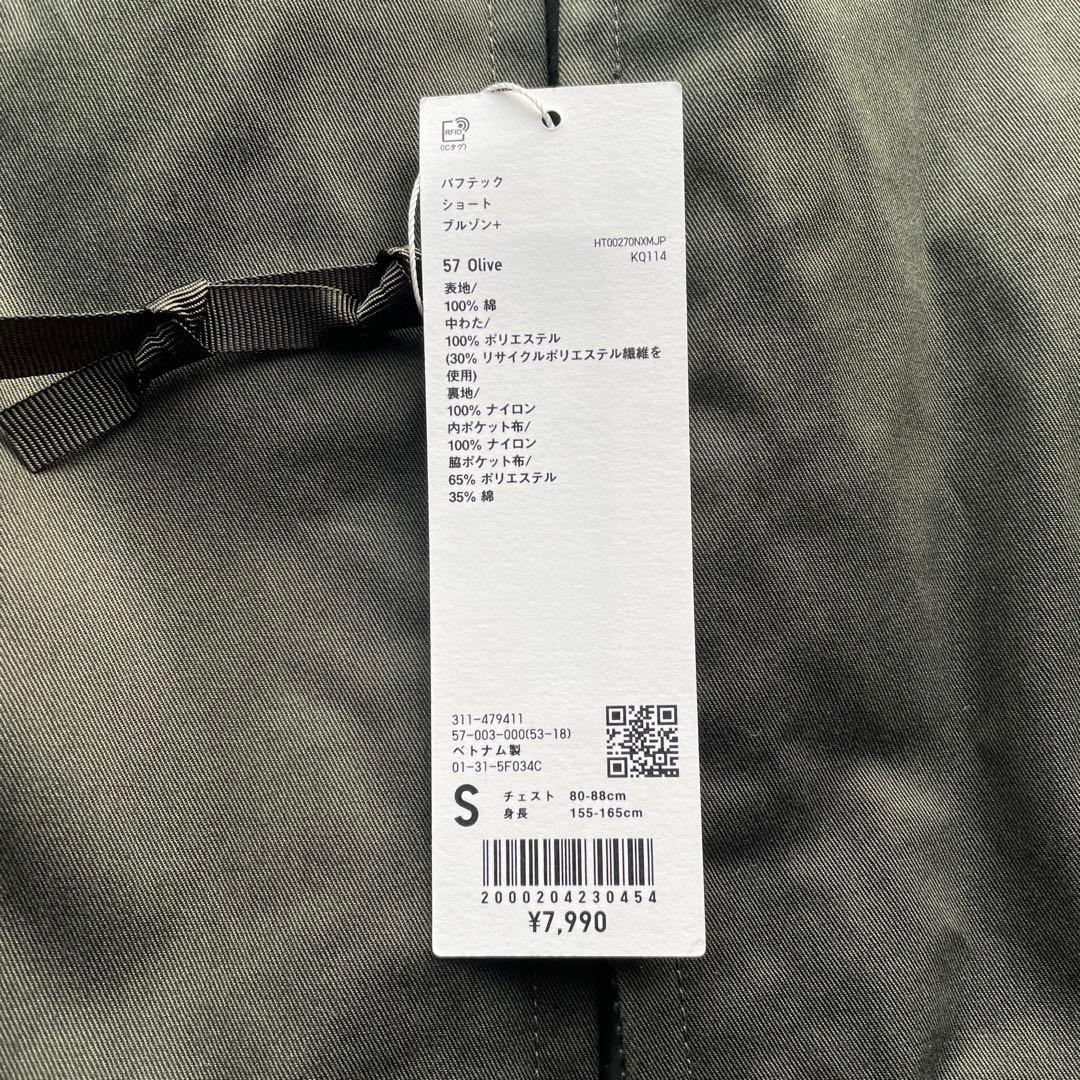 RFID
(ICタグ)
パフテック
ショート
ブルゾン+
HT00270NXMJP
KQ114
57 Olive
表地/
100% 綿
中わた/
100% ポリエステル
(30% リサイクルポリエステル繊維を
使用)
裏地/
100% ナイロン
内ポケット布/
100% ナイロン
脇ポケット布/
65% ポリエステル
35% 綿
311-479411
57-003-000(53-18)
ベトナム製
01-31-5F034C
S チェスト 80-88cm
身長 155-165cm
2000204230454
¥7,990